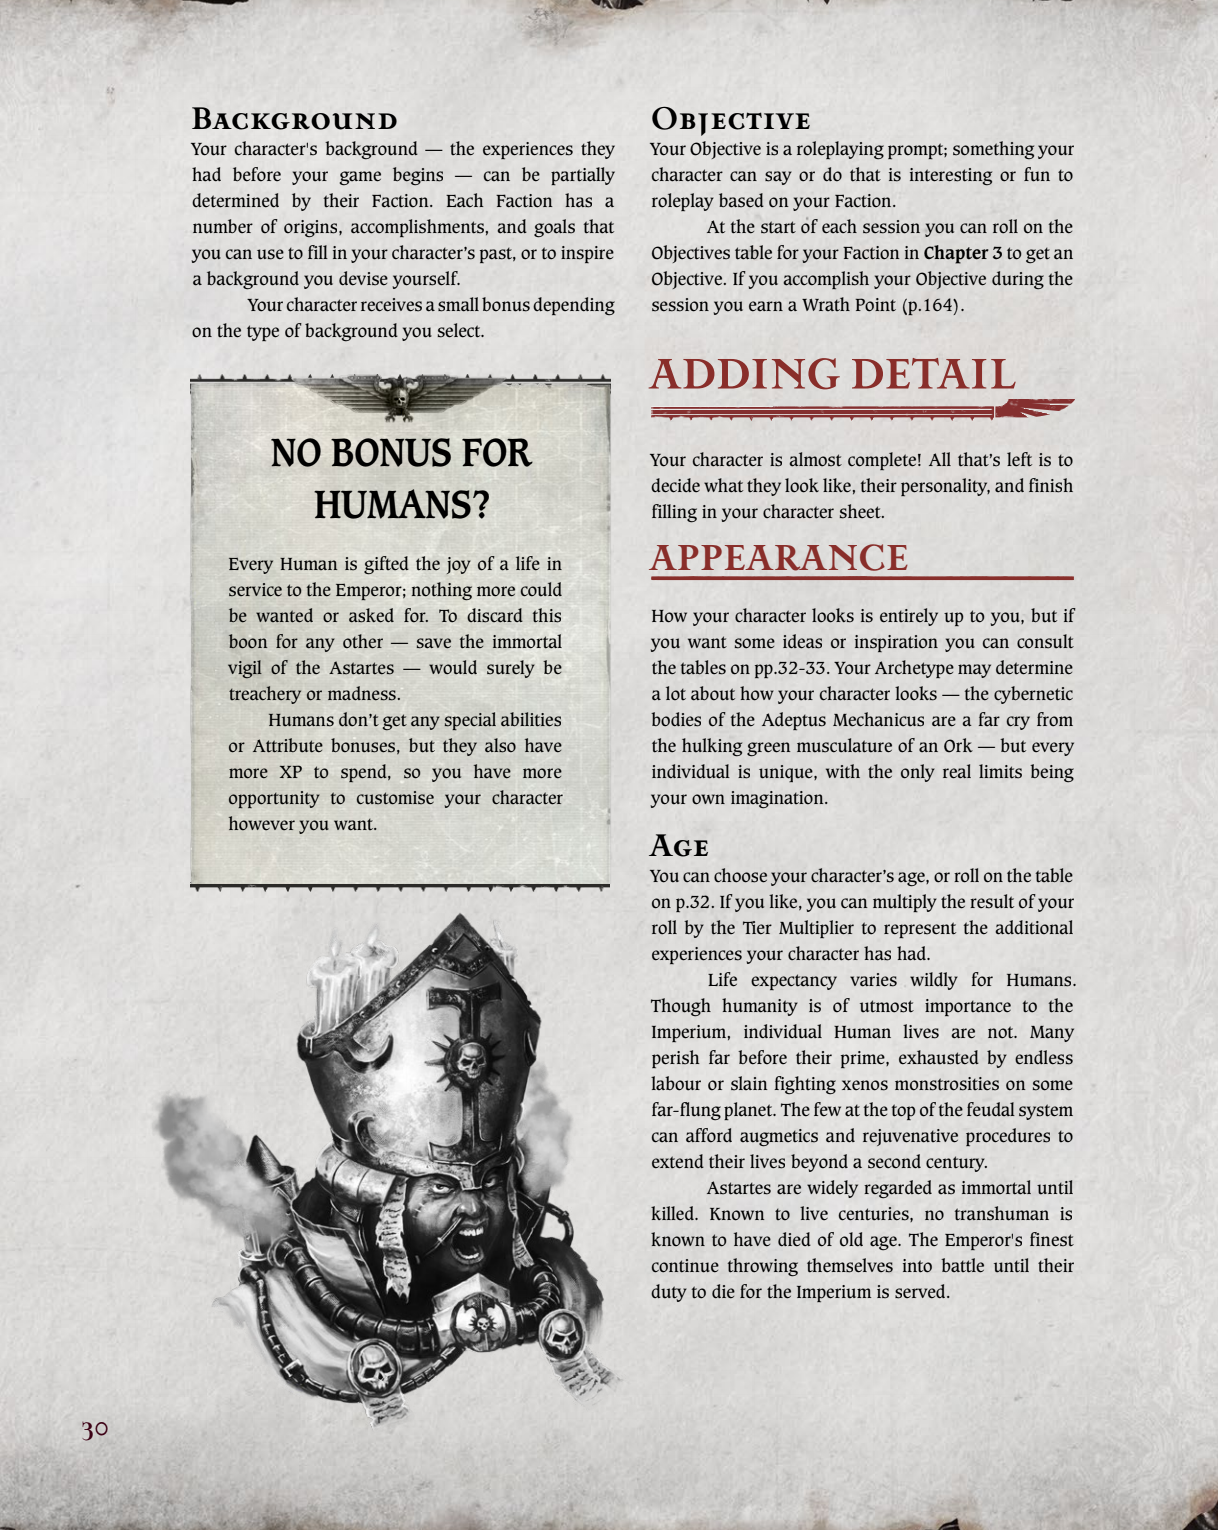 Background
Your character's background — the experiences they
had before your game begins — can be partially
determined by their Faction. Each Faction has a
number of origins, accomplishments, and goals that
you can use to fill in your character’s past, or to inspire
a background you devise yourself.
Your character receives a small bonus depending
on the type of background you select.
NO BONUS FOR
HUMANS?
Every Human is gifted the joy of a life in
service to the Emperor; nothing more could
be wanted or asked for. To discard this
boon for any other — save the immortal
vigil of the Astartes — would surely be
treachery or madness.
Humans don’t get any special abilities
or Attribute bonuses, but they also have
more XP to spend, so you have more
opportunity to customise your character
however you want.
Objective
Your Objective is a roleplaying prompt; something your
character can say or do that is interesting or fun to
roleplay based on your Faction.
At the start of each session you can roll on the
Objectives table for your Faction in Chapter 3 to get an
Objective. If you accomplish your Objective during the
session you earn a Wrath Point (p.164).
ADDING DETAIL
Your character is almost complete! All that’s left is to
decide what they look like, their personality, and finish
filling in your character sheet.
APPEARANCE
How your character looks is entirely up to you, but if
you want some ideas or inspiration you can consult
the tables on pp.32-33. Your Archetype may determine
a lot about how your character looks — the cybernetic
bodies of the Adeptus Mechanicus are a far cry from
the hulking green musculature of an Ork — but every
individual is unique, with the only real limits being
your own imagination.
Age
You can choose your character’s age, or roll on the table
on p.32. If you like, you can multiply the result of your
roll by the Tier Multiplier to represent the additional
experiences your character has had.
Life expectancy varies wildly for Humans.
Though humanity is of utmost importance to the
Imperium, individual Human lives are not. Many
perish far before their prime, exhausted by endless
labour or slain fighting xenos monstrosities on some
far-flung planet. The few at the top of the feudal system
can afford augmetics and rejuvenative procedures to
extend their lives beyond a second century.
Astartes are widely regarded as immortal until
killed. Known to live centuries, no transhuman is
known to have died of old age. The Emperor's finest
continue throwing themselves into battle until their
duty to die for the Imperium is served.
30